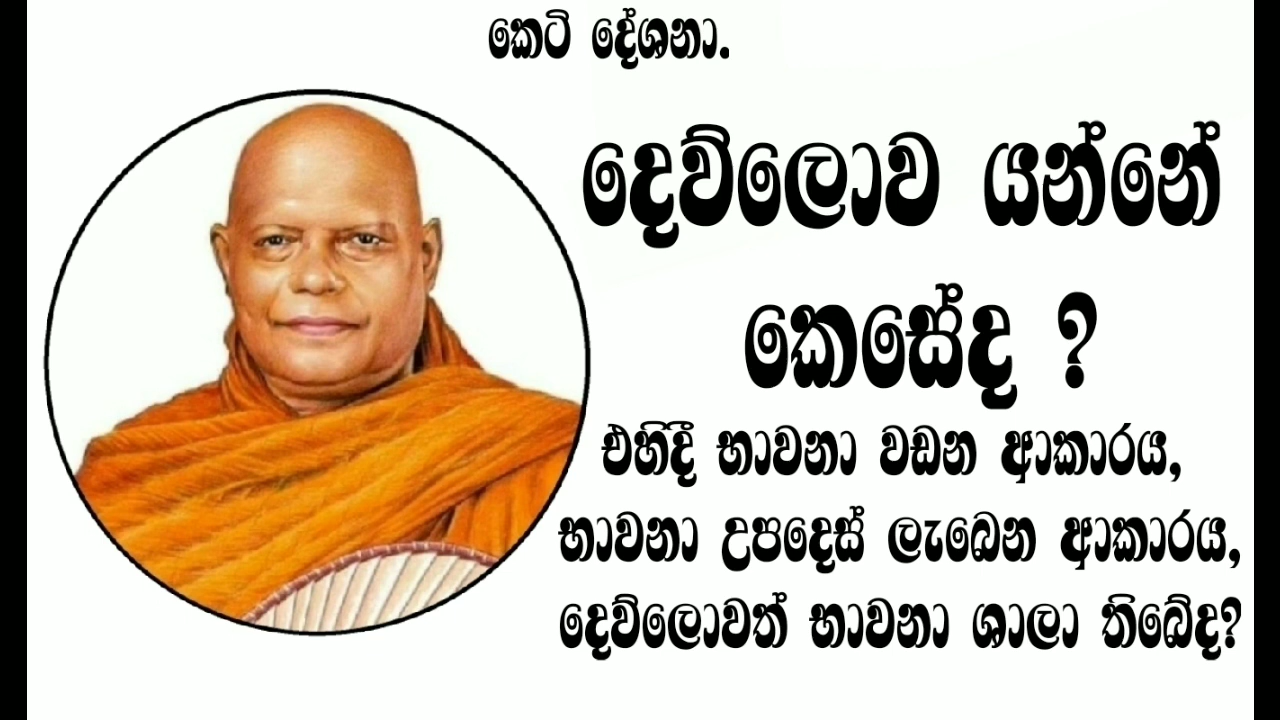 කෙටි දේශනා.
දෙව්ලොව යන්නේ
කෙසේද ?
එහිදී භාවනා වඩන ආකාරය,
භාවනා උපදෙස් ලැබෙන ආකාරය,
දෙව්ලොවත් භාවනා ශාලා තිබේද?